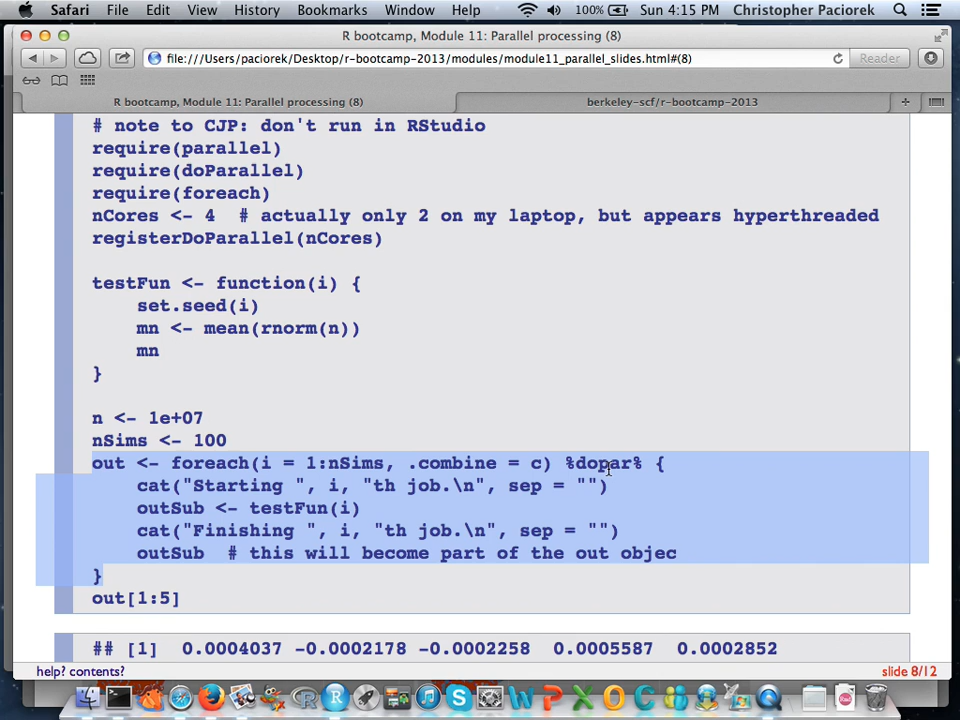 Safari File Edit View History Bookmarks Window Help 100% Sun 4:15 PM Christopher Paciorek
R bootcamp, Module 11: Parallel processing (8)
file:///Users/paciorek/Desktop/r-bootcamp-2013/modules/module11_parallel_slides.html#(8) Reader
R bootcamp, Module 11: Parallel processing (8) berkeley-scf/r-bootcamp-2013
# note to CJP: don't run in RStudio
require(parallel)
require(doParallel)
require(foreach)
nCores <- 4  # actually only 2 on my laptop, but appears hyperthreaded
registerDoParallel(nCores)
testFun <- function(i) {
    set.seed(i)
    mn <- mean(rnorm(n))
    mn
}
n <- 1e+07
nSims <- 100
out <- foreach(i = 1:nSims, .combine = c) %dopar% {
    cat("Starting ", i, "th job.\n", sep = "")
    outSub <- testFun(i)
    cat("Finishing ", i, "th job.\n", sep = "")
    outSub  # this will become part of the out objec
}
out[1:5]
## [1]  0.0004037 -0.0002178 -0.0002258  0.0005587  0.0002852
help? contents? slide 8/12